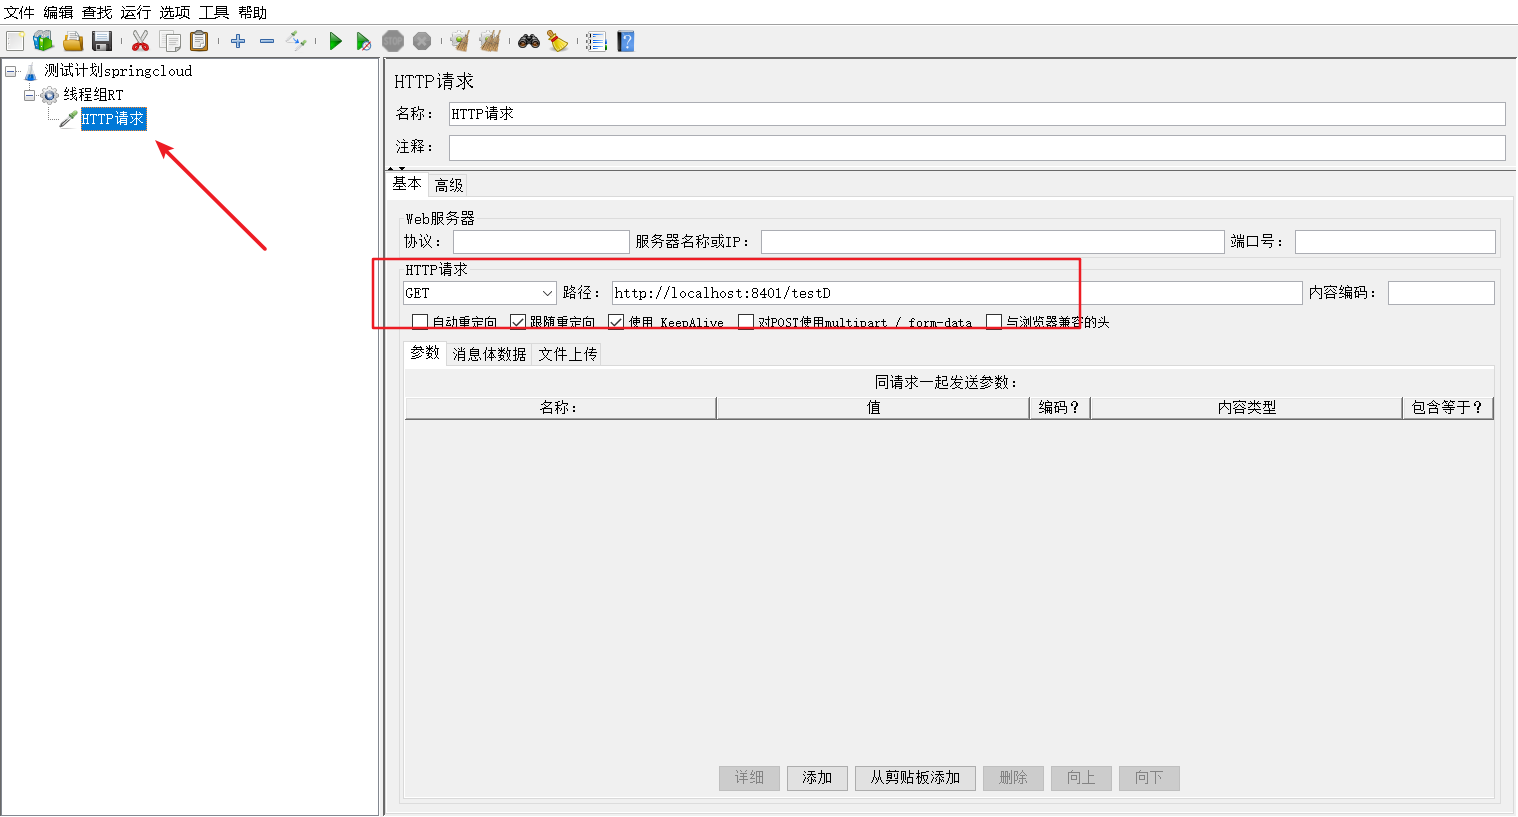 文件 编辑 查找 运行 选项 工具 帮助
STOP
测试计划springcloud
线程组RT
HTTP请求
HTTP请求
名称： HTTP请求
注释：
基本 高级
Web服务器
协议： 服务器名称或IP： 端口号：
HTTP请求
GET 路径： http://localhost:8401/testD 内容编码：
自动重定向 跟随重定向 使用 KeepAlive 对POST使用multipart / form-data 与浏览器兼容的头
参数 消息体数据 文件上传
同请求一起发送参数：
名称： 值 编码？ 内容类型 包含等于？
详细 添加 从剪贴板添加 删除 向上 向下